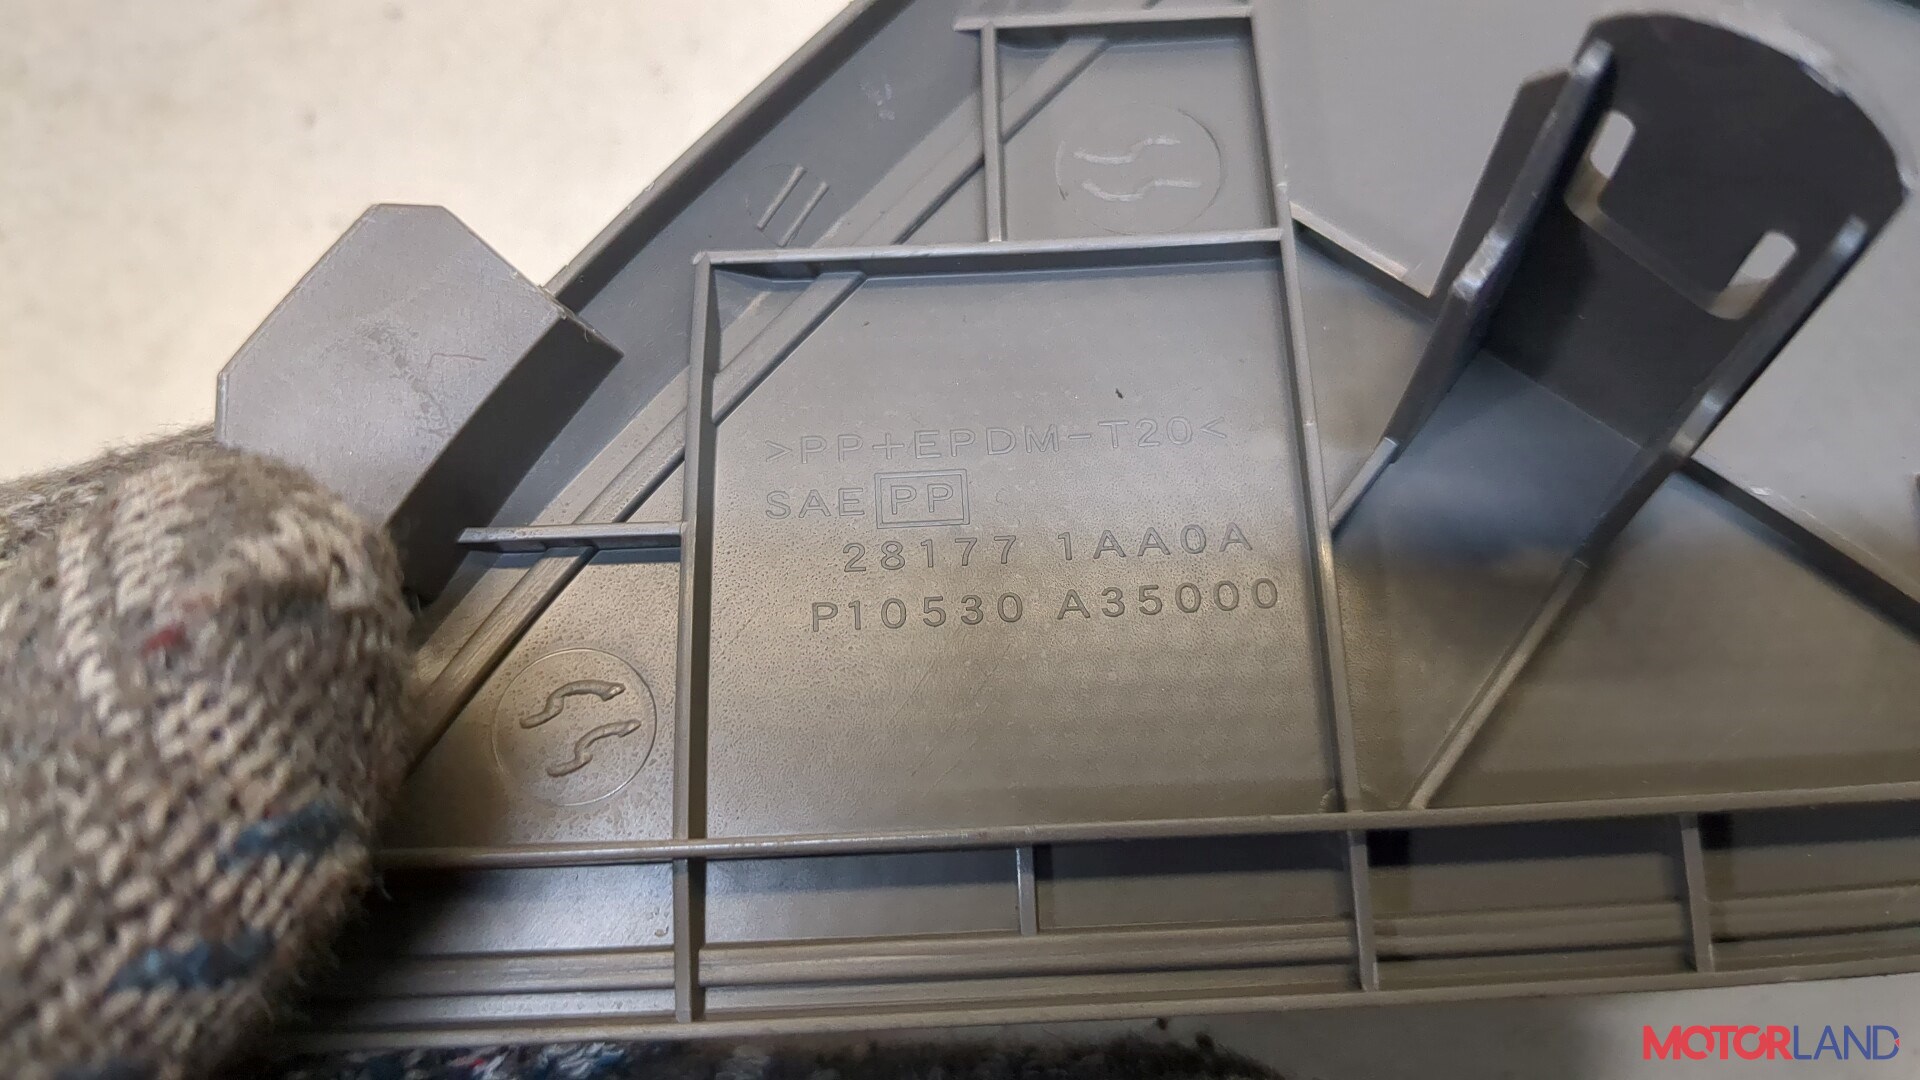 >PP+EPDM-T20<
SAE PP
28177 1AA0A
P10530 A35000
MOTORLAND